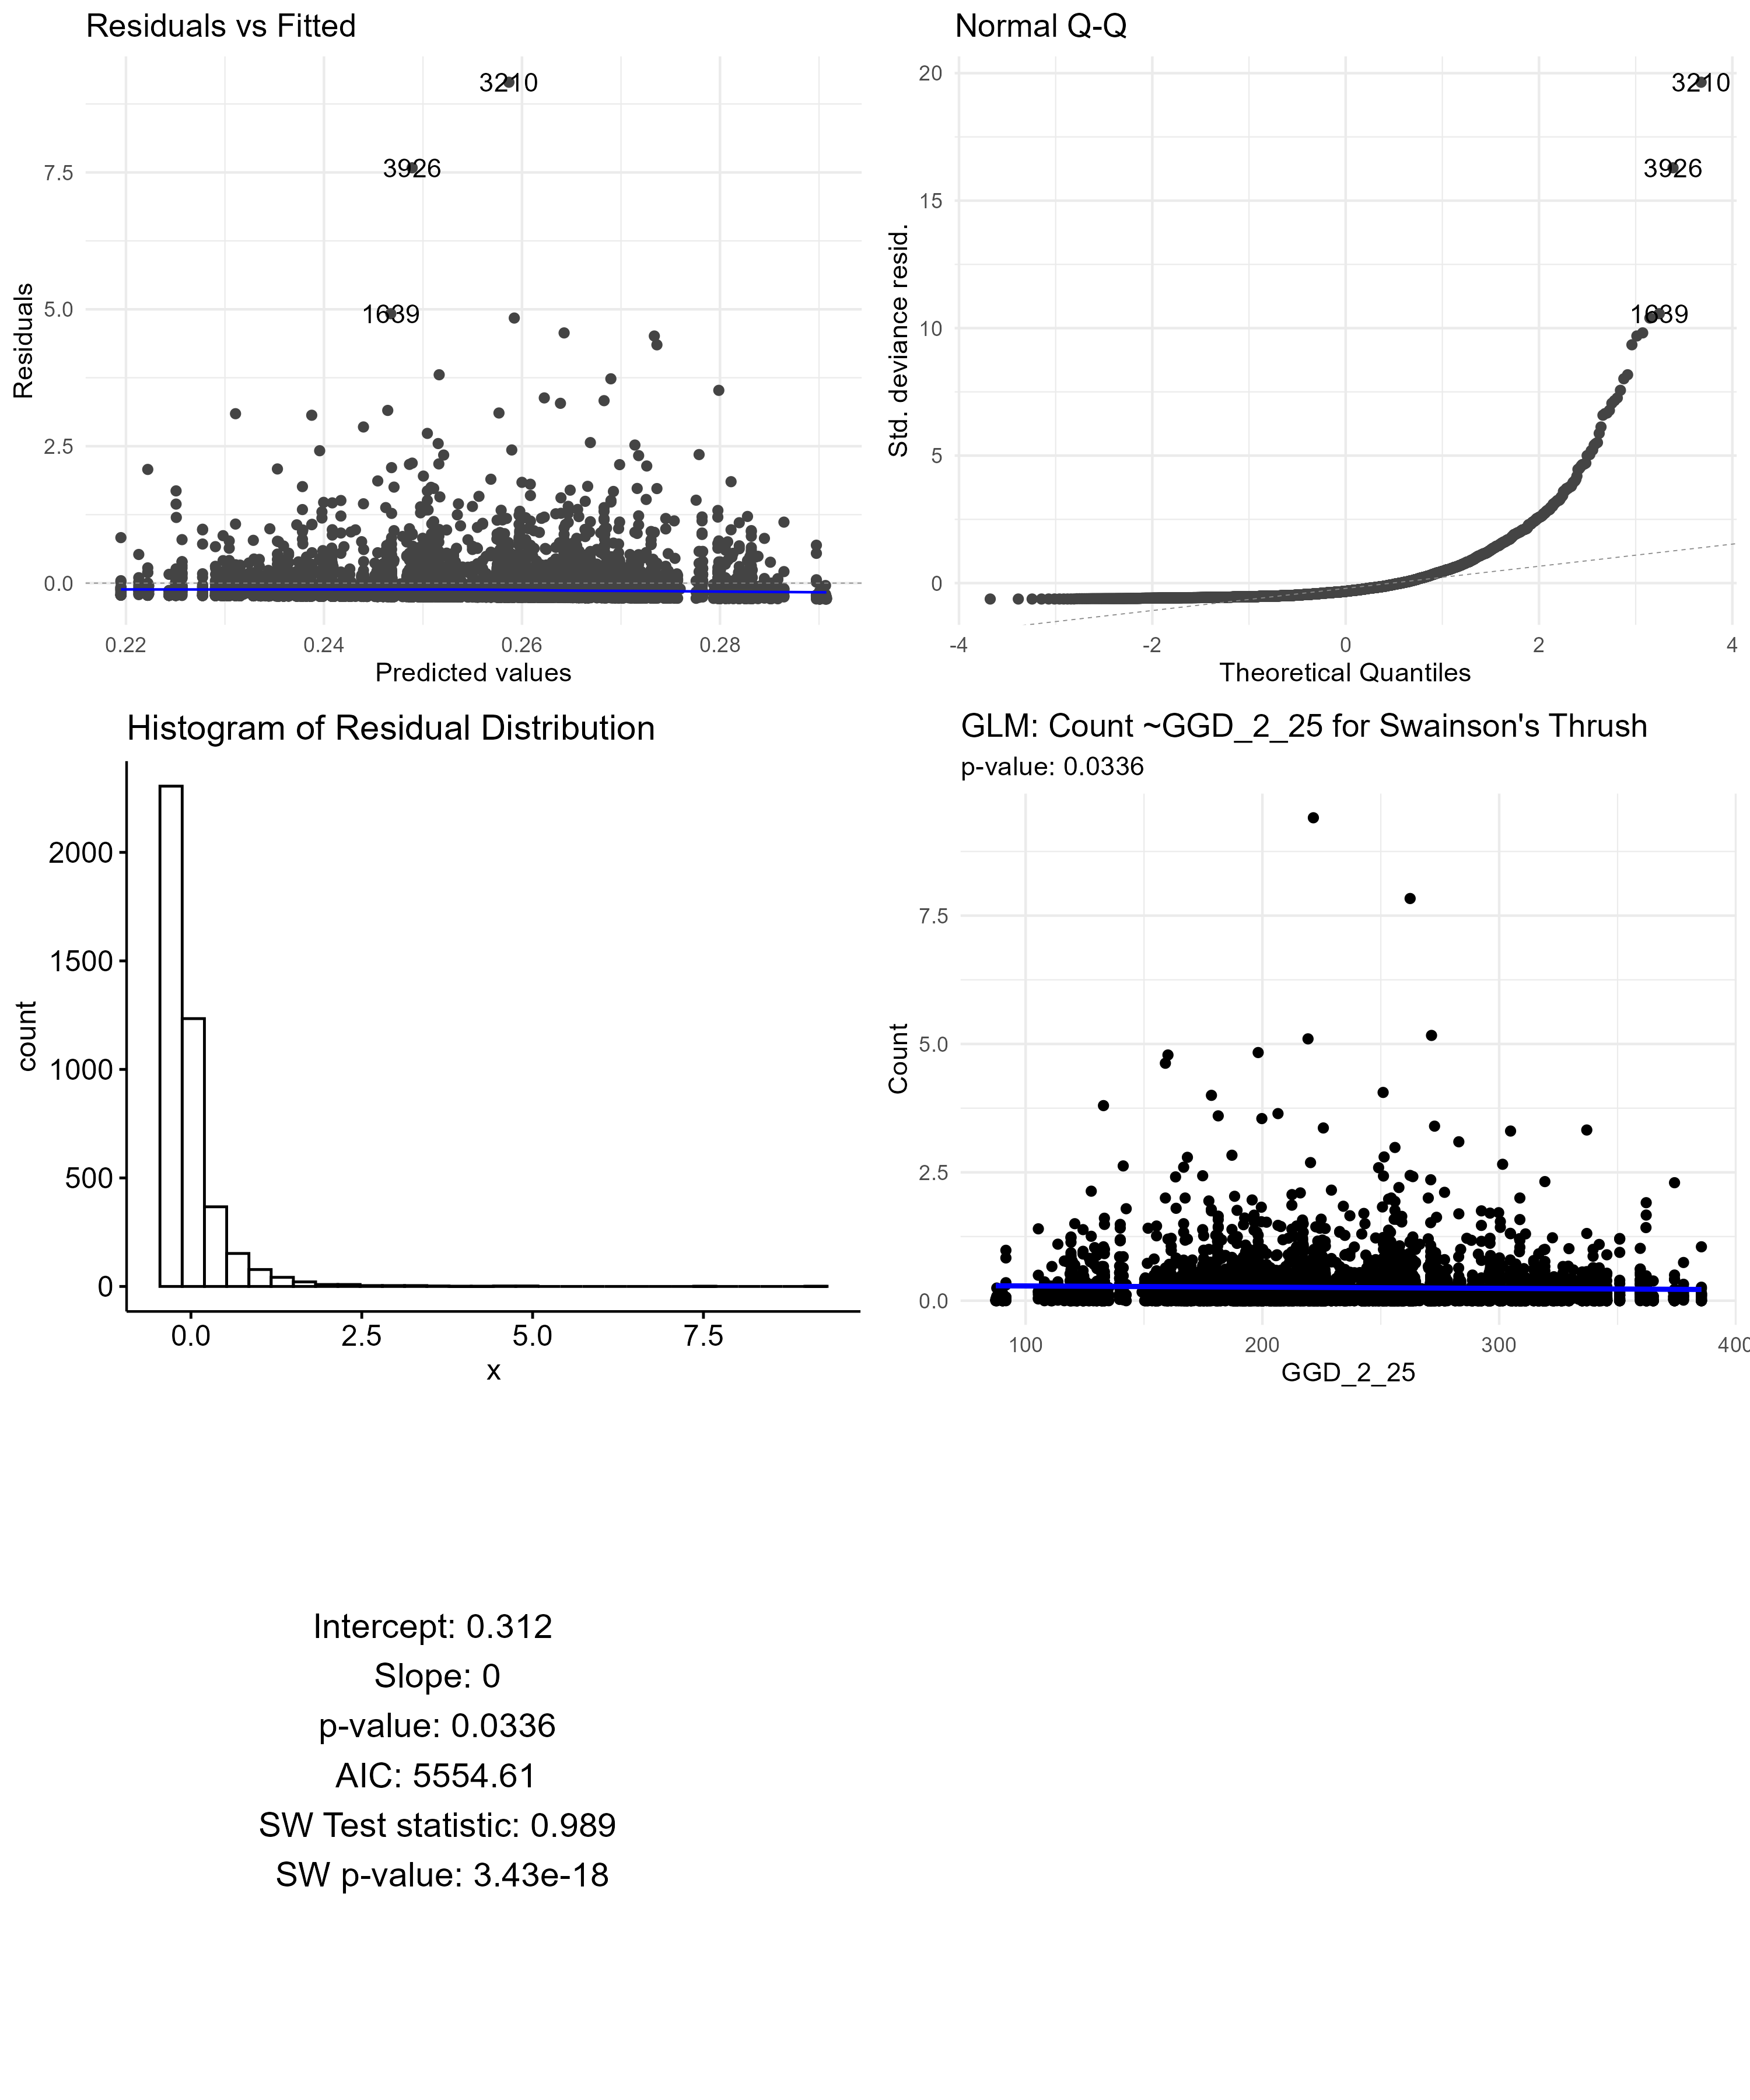 Residuals vs Fitted
Residuals
7.5
5.0
2.5
0.0
3210
3926
1639
0.22
0.24
0.26
0.28
Predicted values
Normal Q-Q
Std. deviance resid.
20
15
10
5
0
3210
3926
1639
-4
-2
0
2
4
Theoretical Quantiles
Histogram of Residual Distribution
count
2000
1500
1000
500
0
0.0
2.5
5.0
7.5
x
GLM: Count ~GGD_2_25 for Swainson's Thrush
p-value: 0.0336
Count
7.5
5.0
2.5
0.0
100
200
300
400
GGD_2_25
Intercept: 0.312
Slope: 0
p-value: 0.0336
AIC: 5554.61
SW Test statistic: 0.989
SW p-value: 3.43e-18